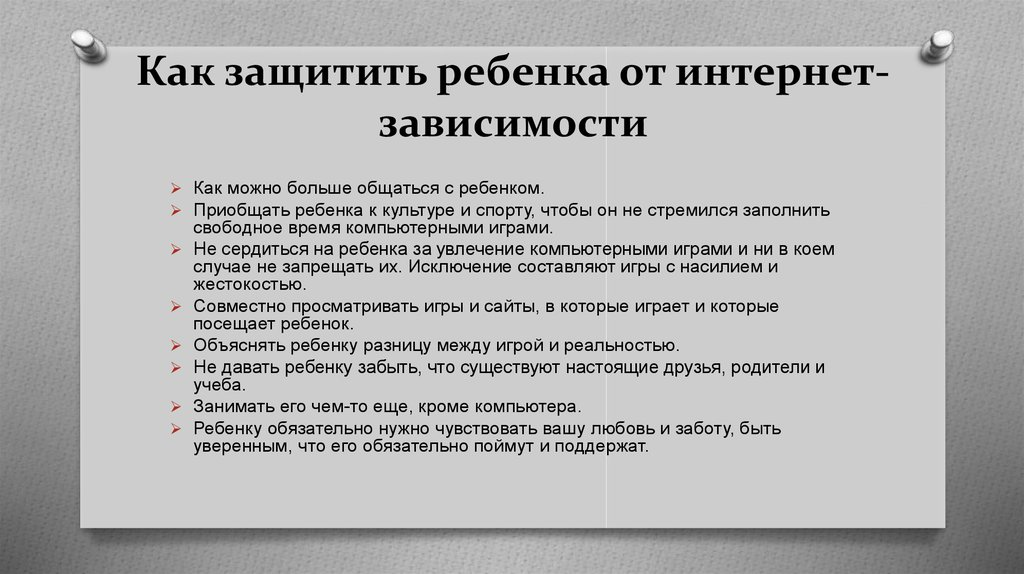 Как защитить ребенка от интернет-
зависимости
Как можно больше общаться с ребенком.
Приобщать ребенка к культуре и спорту, чтобы он не стремился заполнить
свободное время компьютерными играми.
Не сердиться на ребенка за увлечение компьютерными играми и ни в коем
случае не запрещать их. Исключение составляют игры с насилием и
жестокостью.
Совместно просматривать игры и сайты, в которые играет и которые
посещает ребенок.
Объяснять ребенку разницу между игрой и реальностью.
Не давать ребенку забыть, что существуют настоящие друзья, родители и
учеба.
Занимать его чем-то еще, кроме компьютера.
Ребенку обязательно нужно чувствовать вашу любовь и заботу, быть
уверенным, что его обязательно поймут и поддержат.